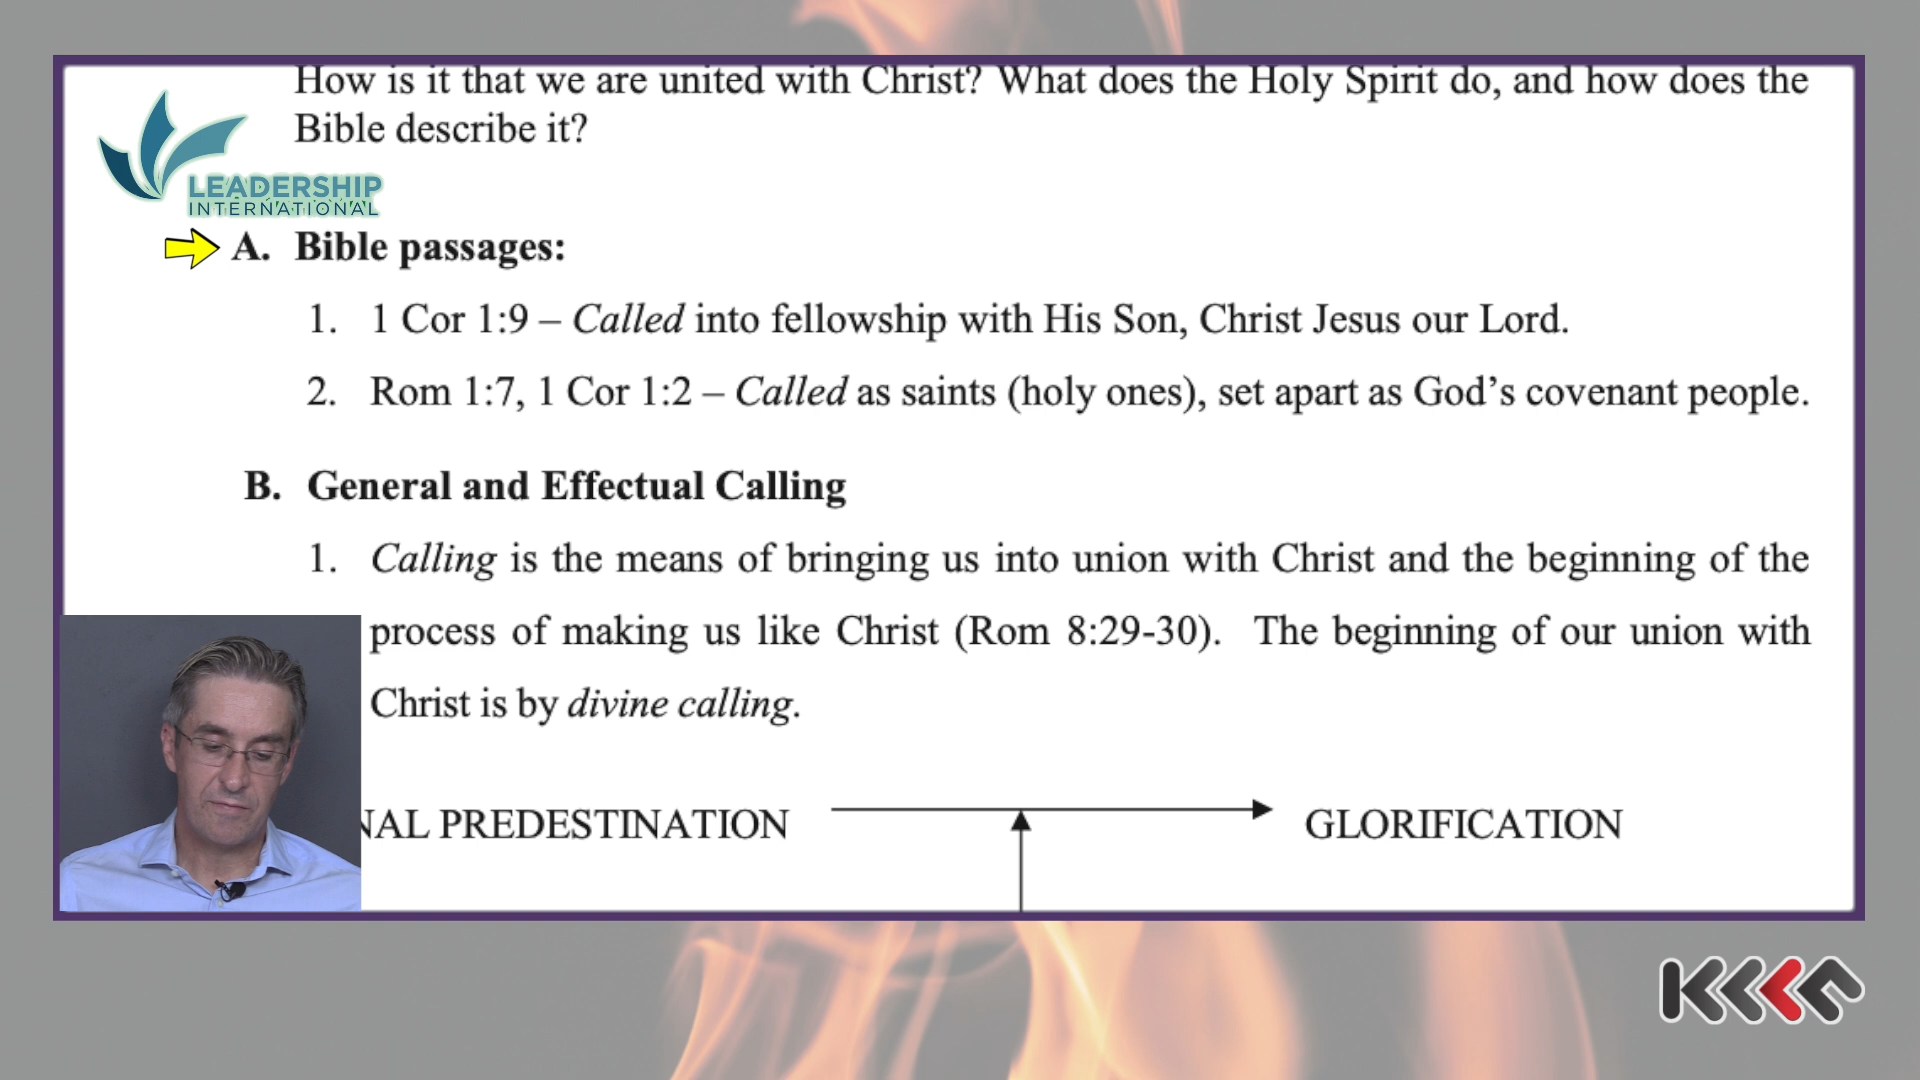 How is it that we are united with Christ? What does the Holy Spirit do, and how does the
Bible describe it?
LEADERSHIP
INTERNATIONAL
A. Bible passages:
1. 1 Cor 1:9 – Called into fellowship with His Son, Christ Jesus our Lord.
2. Rom 1:7, 1 Cor 1:2 – Called as saints (holy ones), set apart as God’s covenant people.
B. General and Effectual Calling
1. Calling is the means of bringing us into union with Christ and the beginning of the
process of making us like Christ (Rom 8:29-30). The beginning of our union with
Christ is by divine calling.
PREDESTINATION GLORIFICATION